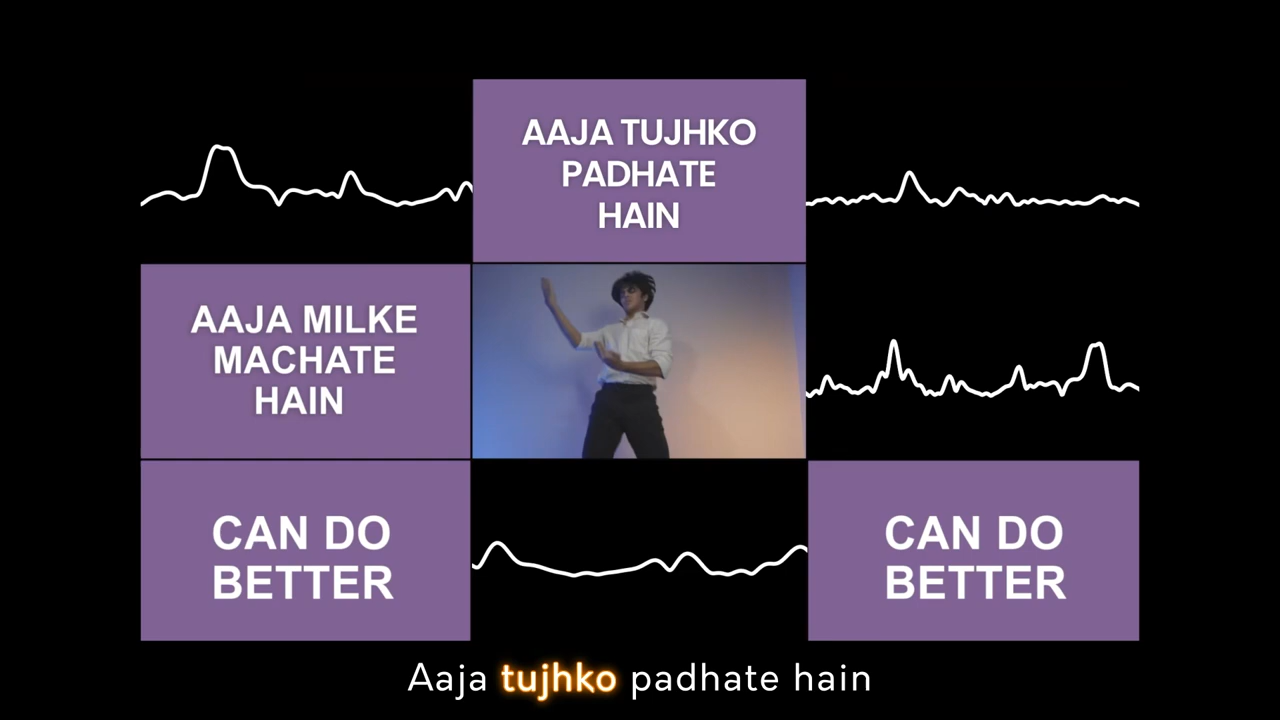 AAJA TUJHKO
PADHATE
HAIN
AAJA MILKE
MACHATE
HAIN
CAN DO
BETTER
CAN DO
BETTER
Aaja tujhko padhate hain